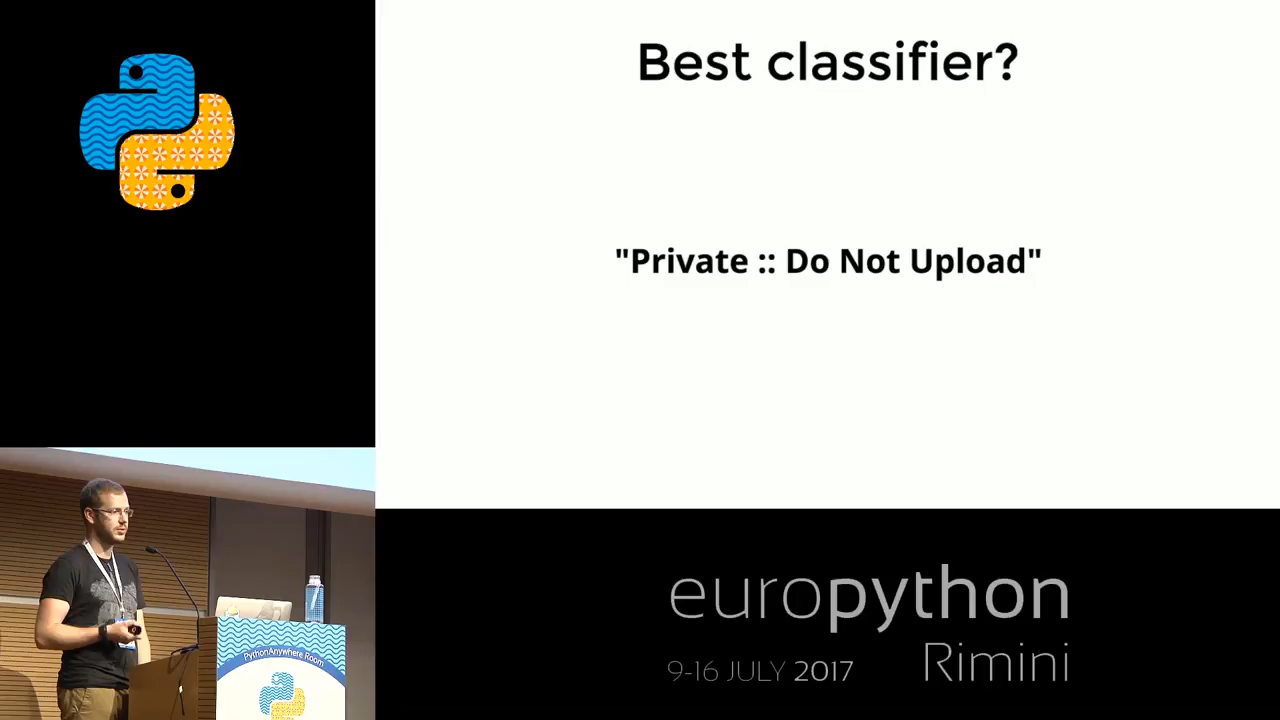 Best classifier?
"Private :: Do Not Upload"
PythonAnywhere Room
europython
Rimini
9-16 JULY 2017